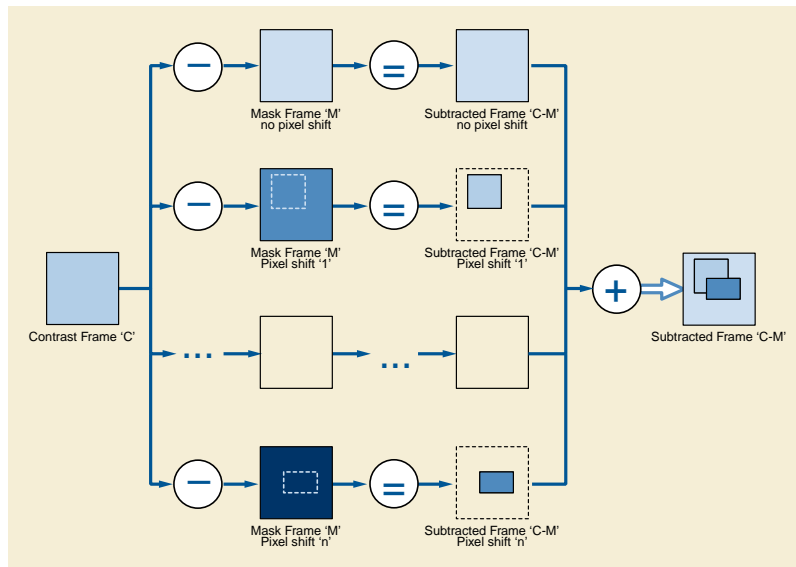 Mask Frame ‘M’
no pixel shift
Subtracted Frame ‘C-M’
no pixel shift
Mask Frame ‘M’
Pixel shift ‘1’
Subtracted Frame ‘C-M’
Pixel shift ‘1’
Contrast Frame ‘C’
Subtracted Frame ‘C-M’
...
...
Mask Frame ‘M’
Pixel shift ‘n’
Subtracted Frame ‘C-M’
Pixel shift ‘n’